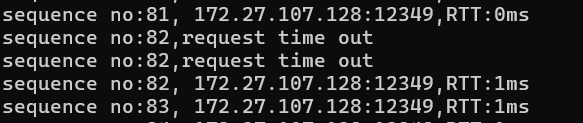 sequence no:81, 172.27.107.128:12349,RTT:0ms
sequence no:82,request time out
sequence no:82,request time out
sequence no:82, 172.27.107.128:12349,RTT:1ms
sequence no:83, 172.27.107.128:12349,RTT:1ms